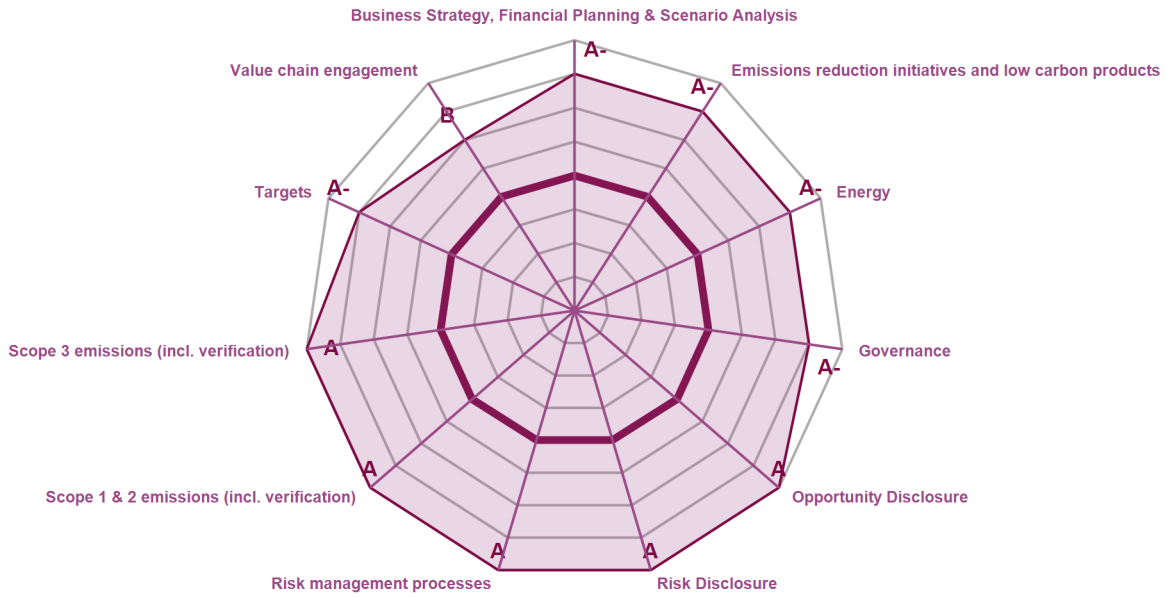 Business Strategy, Financial Planning & Scenario Analysis
A-
Value chain engagement
Emissions reduction initiatives and low carbon products
A-
B
Targets
A-
A-
Energy
Scope 3 emissions (incl. verification)
A
Governance
A-
Scope 1 & 2 emissions (incl. verification)
A
A
Opportunity Disclosure
A
A
Risk management processes
Risk Disclosure